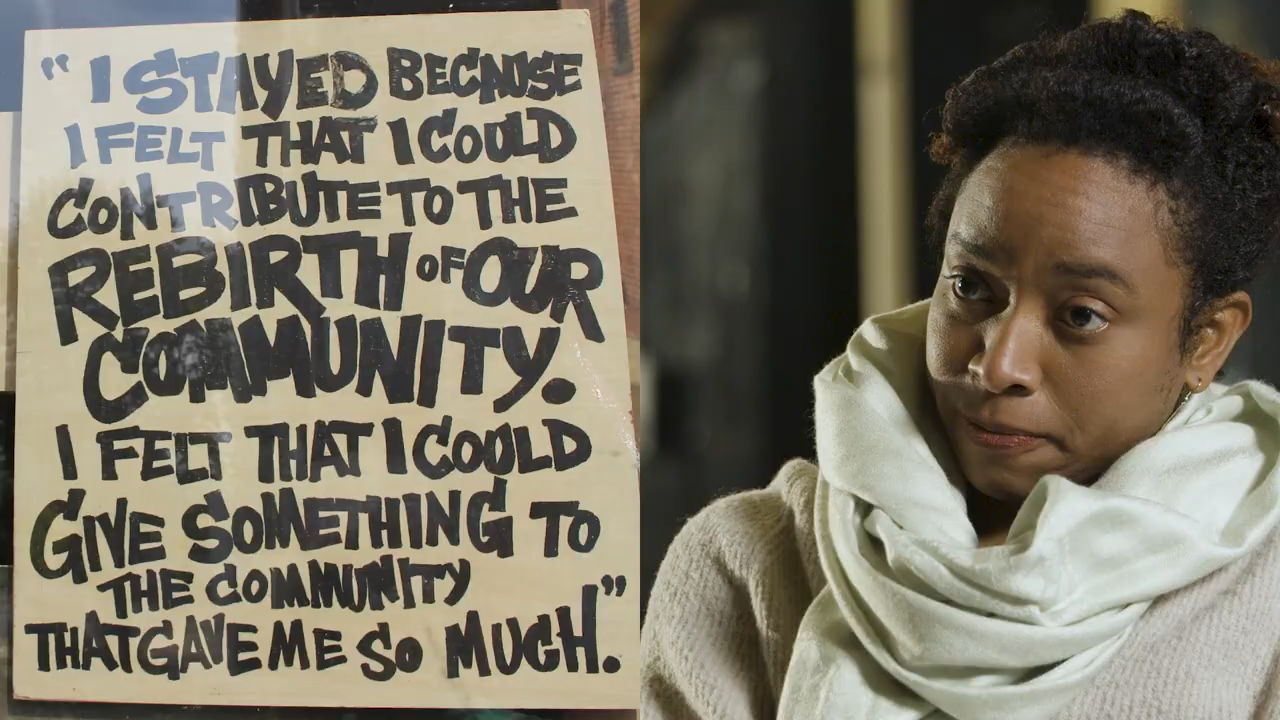 “ I STAYED BECAUSE
I FELT THAT I COULD
CONTRIBUTE TO THE
REBIRTH OF OUR
COMMUNITY.
I FELT THAT I COULD
GIVE SOMETHING TO
THE COMMUNITY
THAT GAVE ME SO MUCH.”